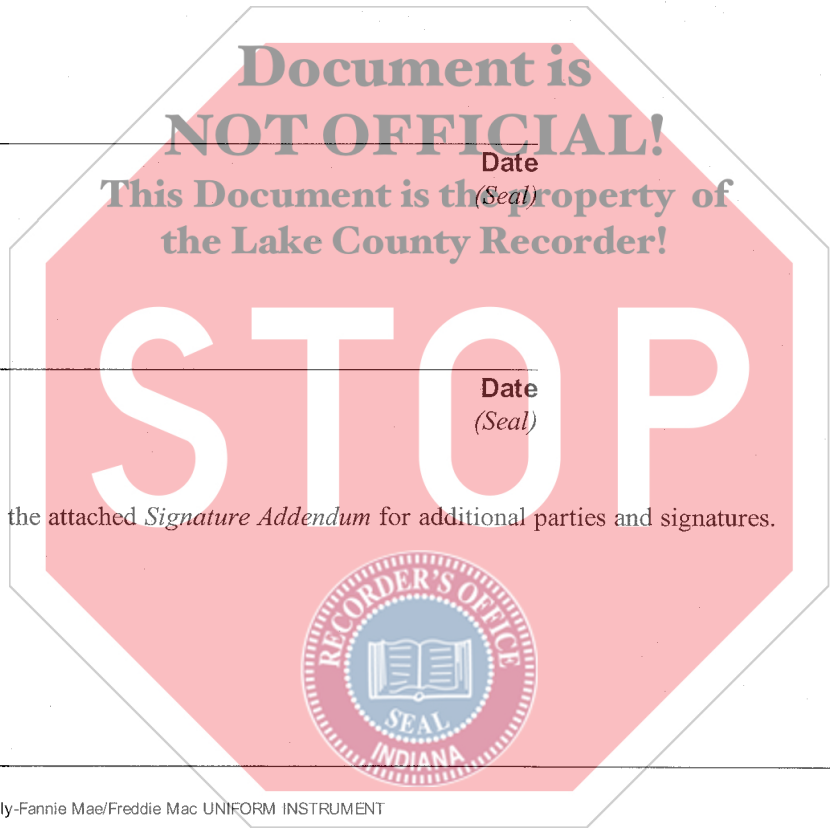 Document is
NOT OFFICIAL!
Date
This Document is the property of
(Seal)
the Lake County Recorder!
STOP
Date
(Seal)
the attached Signature Addendum for additional parties and signatures.
RECORDER'S OFFICE
SEAL
INDIANA
ly-Fannie Mae/Freddie Mac UNIFORM INSTRUMENT